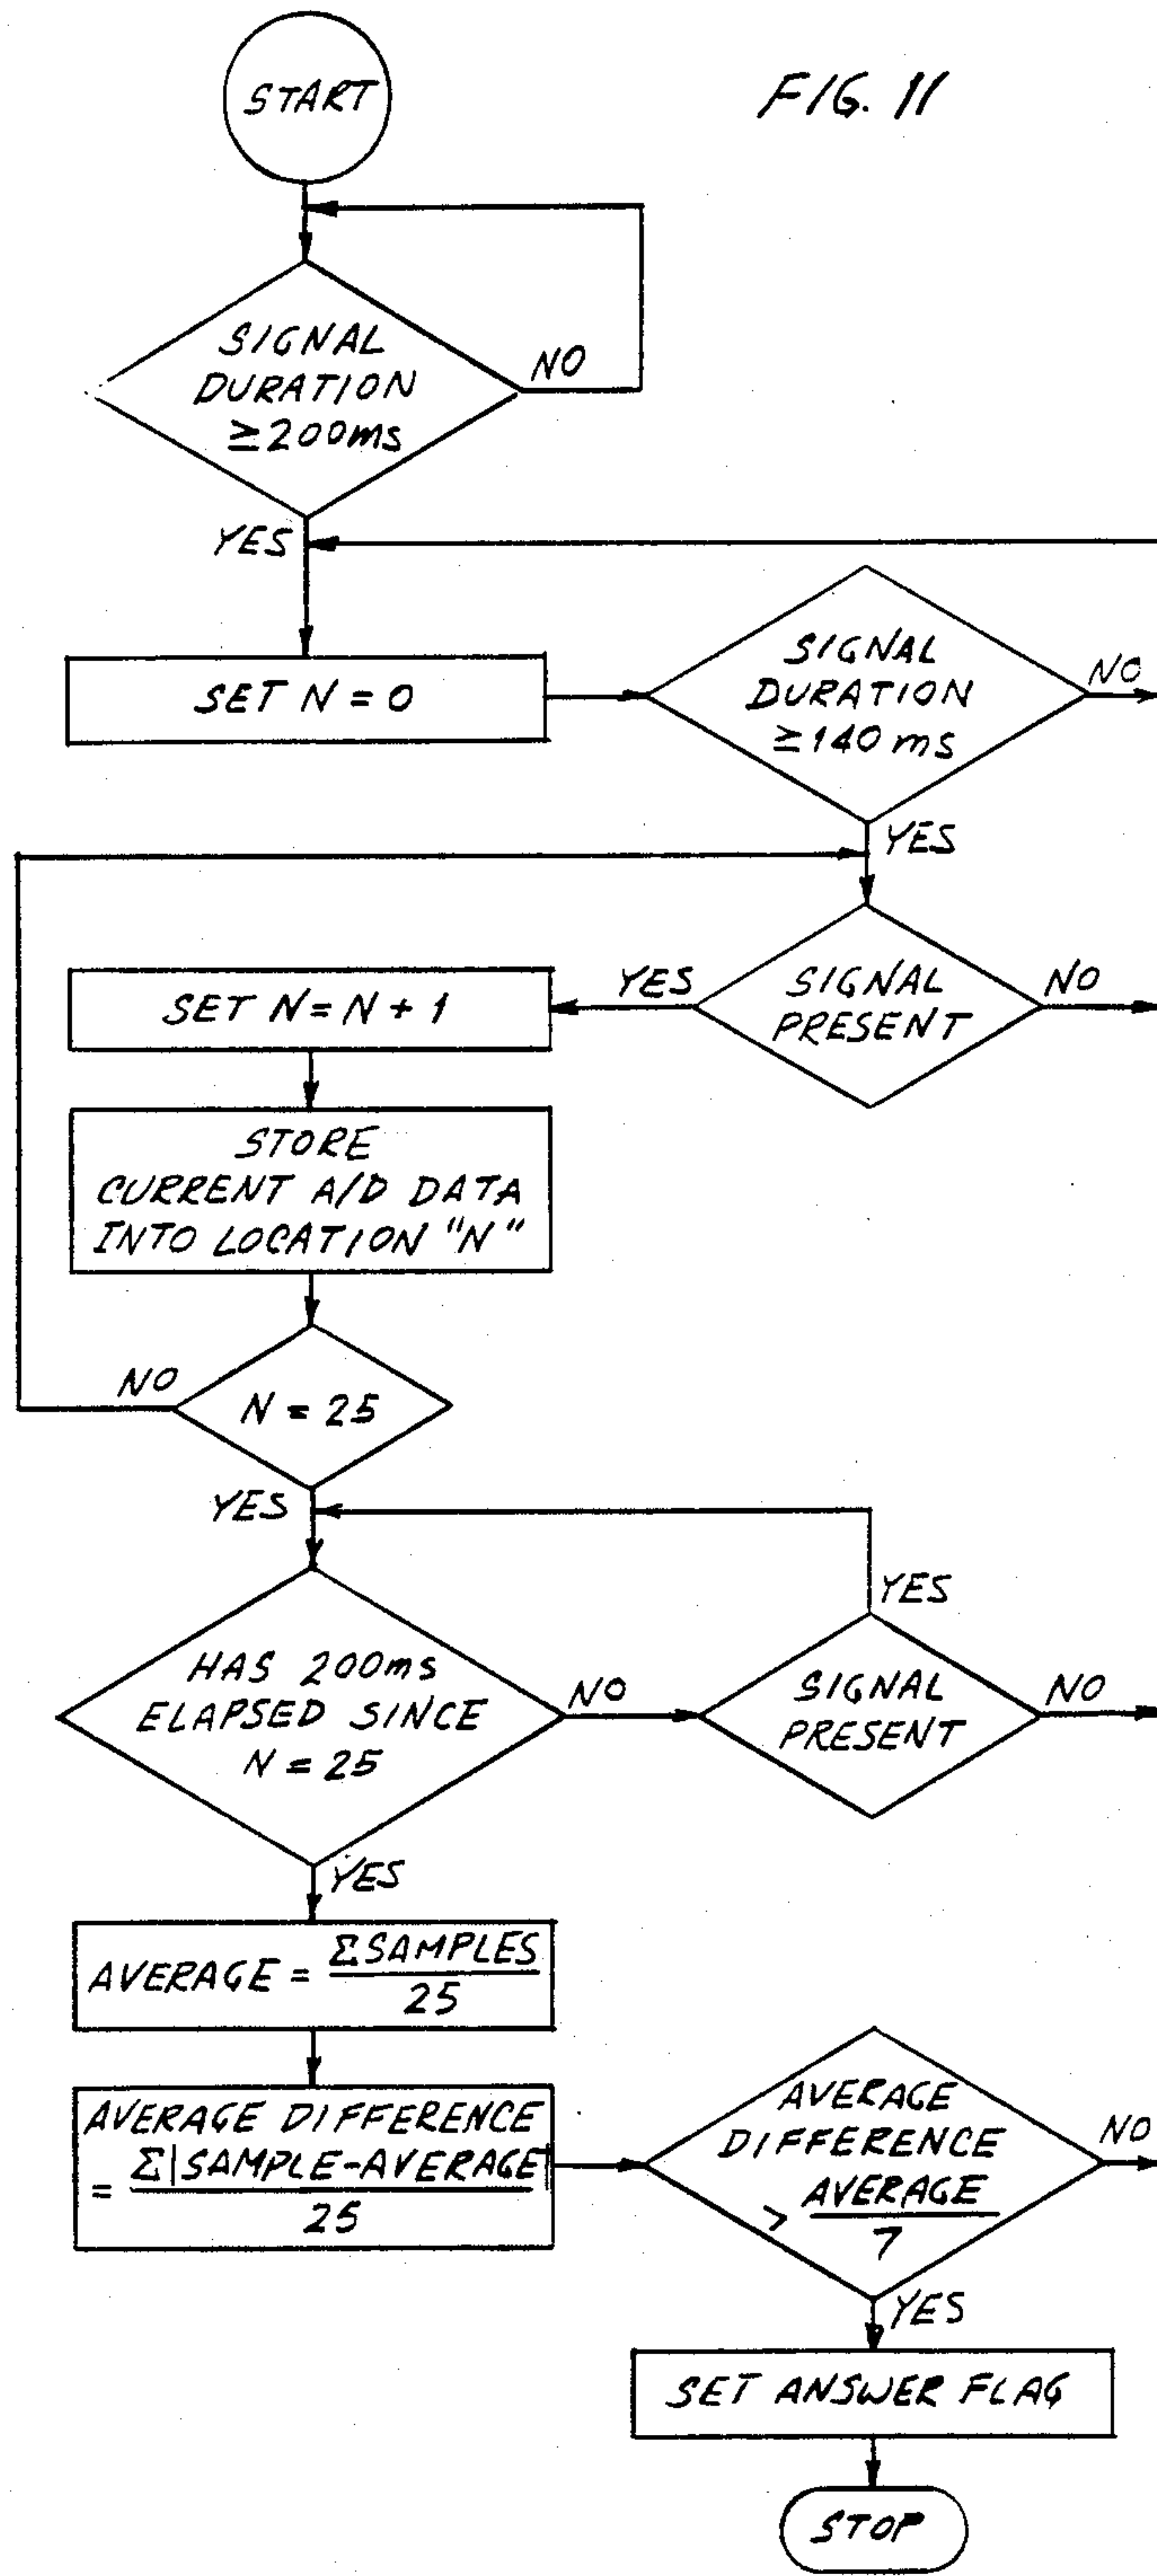 FIG. 11
START
SIGNAL
DURATION
≥200ms
NO
YES
SET N = 0
SIGNAL
DURATION
≥140ms
NO
YES
SIGNAL
PRESENT
YES
NO
SET N = N + 1
STORE
CURRENT A/D DATA
INTO LOCATION "N"
N = 25
NO
YES
HAS 200ms
ELAPSED SINCE
N = 25
NO
SIGNAL
PRESENT
YES
NO
YES
AVERAGE = ΣSAMPLES
25
AVERAGE DIFFERENCE
= Σ|SAMPLE-AVERAGE|
25
AVERAGE
DIFFERENCE
> AVERAGE
7
NO
YES
SET ANSWER FLAG
STOP